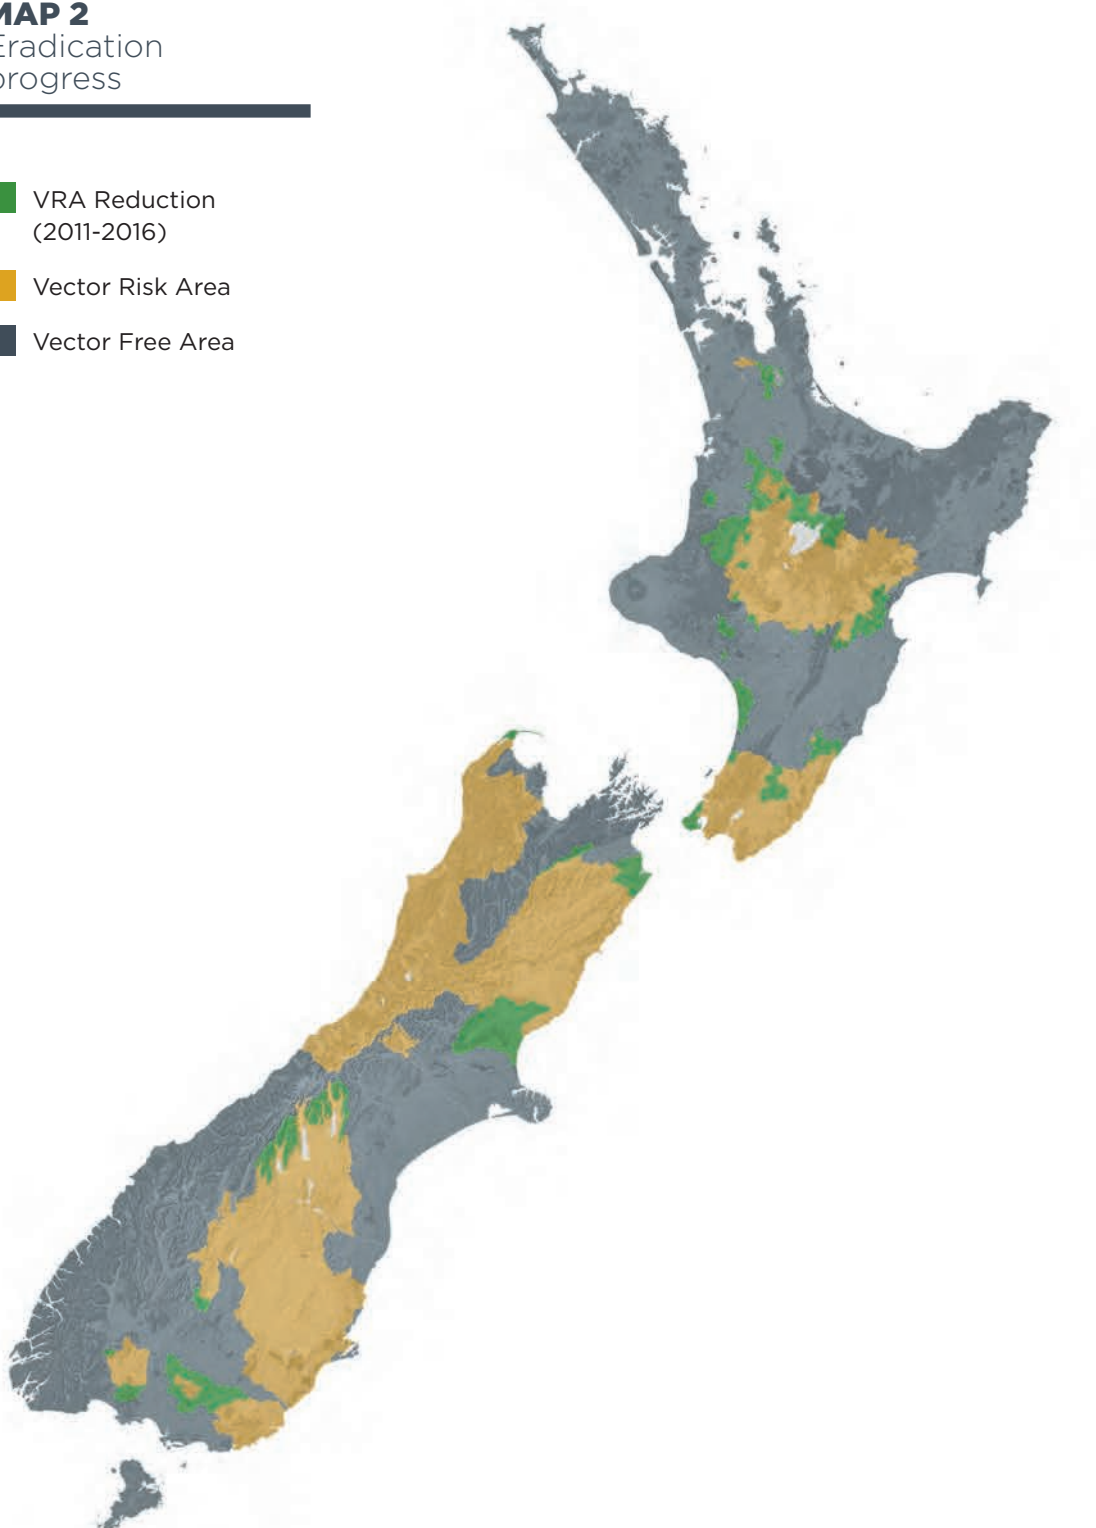 MAP 2
Eradication
progress
VRA Reduction
(2011-2016)
Vector Risk Area
Vector Free Area